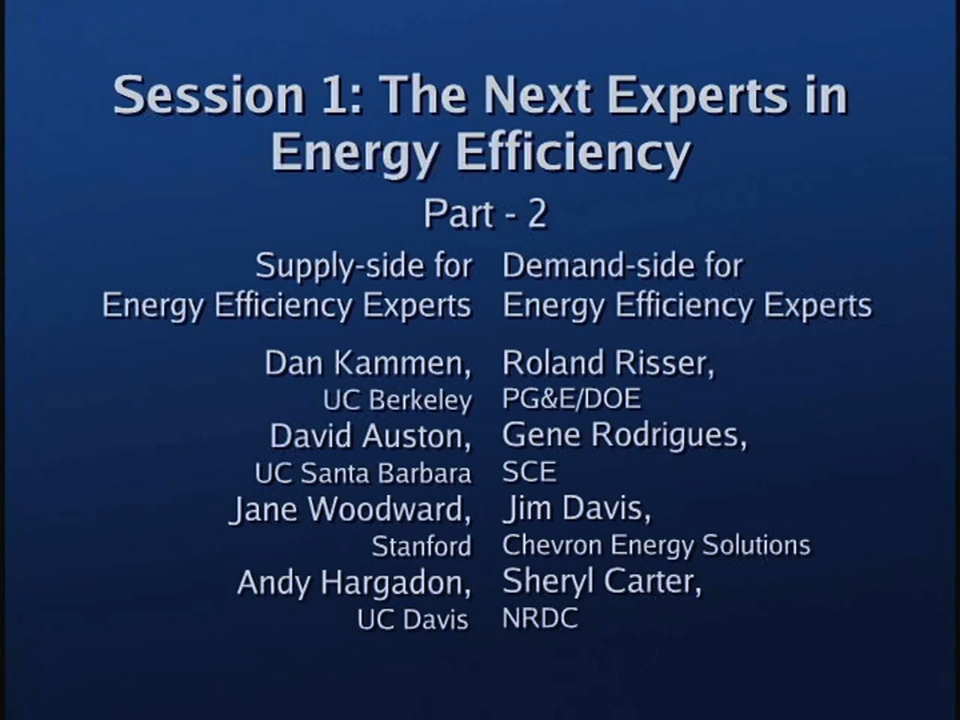 Session 1: The Next Experts in
Energy Efficiency
Part - 2
Supply-side for
Energy Efficiency Experts
Dan Kammen,
UC Berkeley
David Auston,
UC Santa Barbara
Jane Woodward,
Stanford
Andy Hargadon,
UC Davis
Demand-side for
Energy Efficiency Experts
Roland Risser,
PG&E/DOE
Gene Rodrigues,
SCE
Jim Davis,
Chevron Energy Solutions
Sheryl Carter,
NRDC